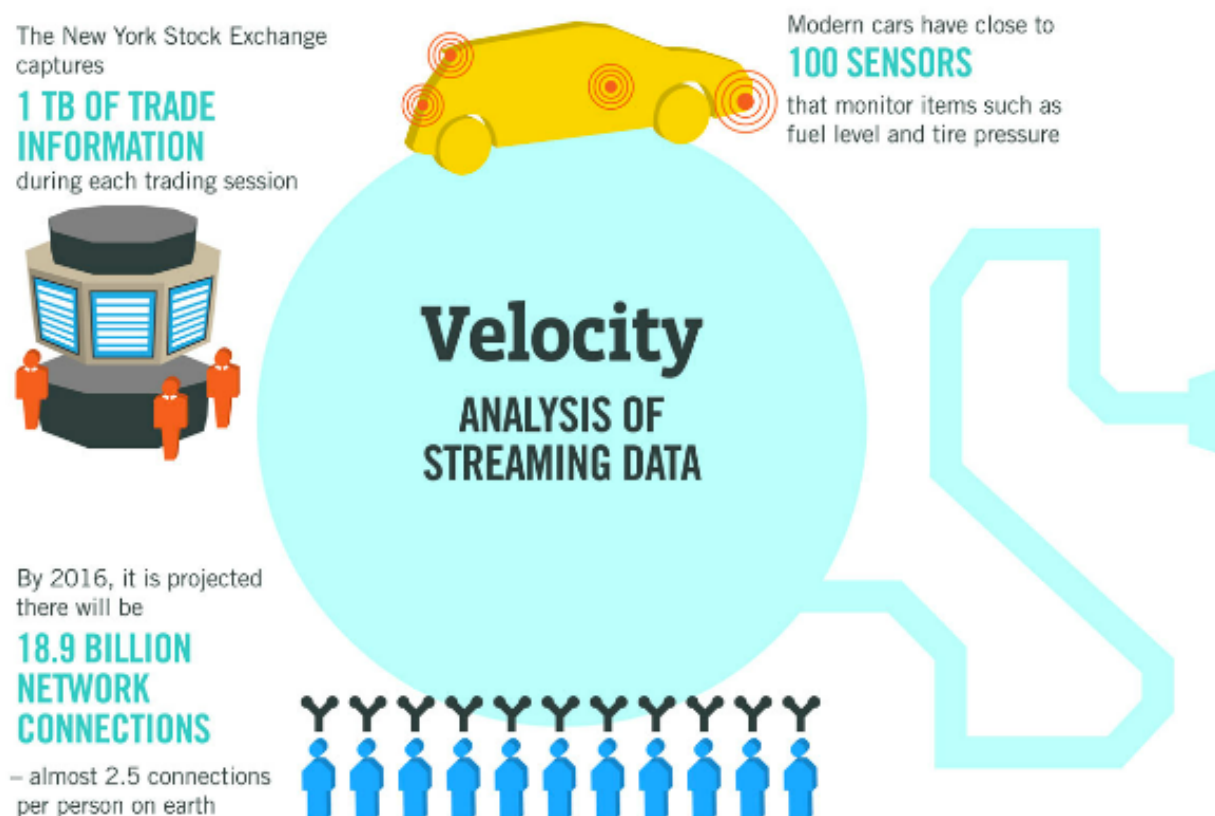 The New York Stock Exchange
captures
1 TB OF TRADE
INFORMATION
during each trading session
Modern cars have close to
100 SENSORS
that monitor items such as
fuel level and tire pressure
Velocity
ANALYSIS OF
STREAMING DATA
By 2016, it is projected
there will be
18.9 BILLION
NETWORK
CONNECTIONS
– almost 2.5 connections
per person on earth